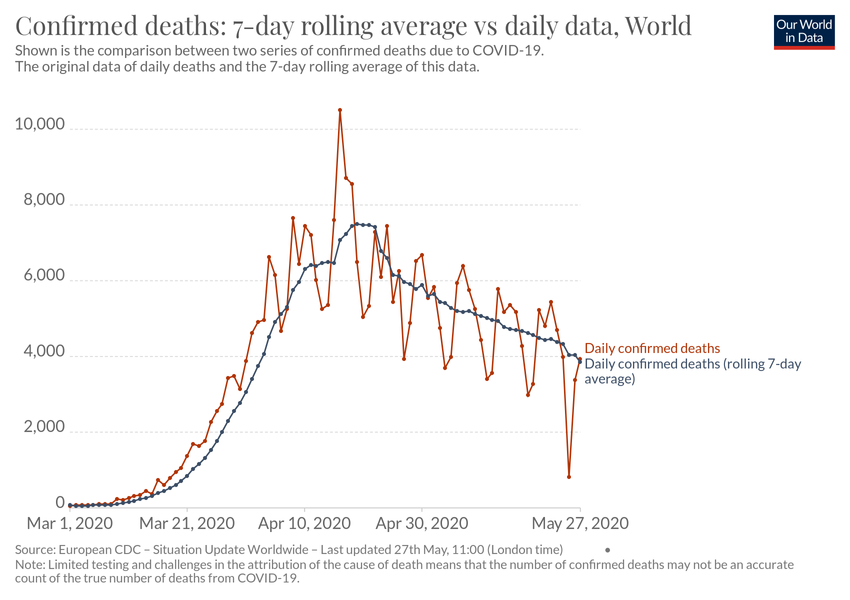 Confirmed deaths: 7-day rolling average vs daily data, World
Our World
in Data
Shown is the comparison between two series of confirmed deaths due to COVID-19.
The original data of daily deaths and the 7-day rolling average of this data.
10,000
8,000
6,000
4,000
2,000
0
Daily confirmed deaths
Daily confirmed deaths (rolling 7-day
average)
Mar 1, 2020
Mar 21, 2020
Apr 10, 2020
Apr 30, 2020
May 27, 2020
Source: European CDC – Situation Update Worldwide – Last updated 27th May, 11:00 (London time)
Note: Limited testing and challenges in the attribution of the cause of death means that the number of confirmed deaths may not be an accurate
count of the true number of deaths from COVID-19.